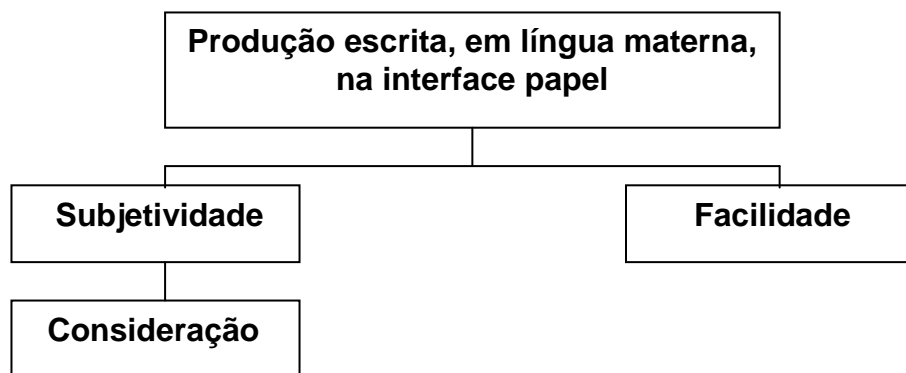 Produção escrita, em língua materna,
na interface papel
Subjetividade
Facilidade
Consideração